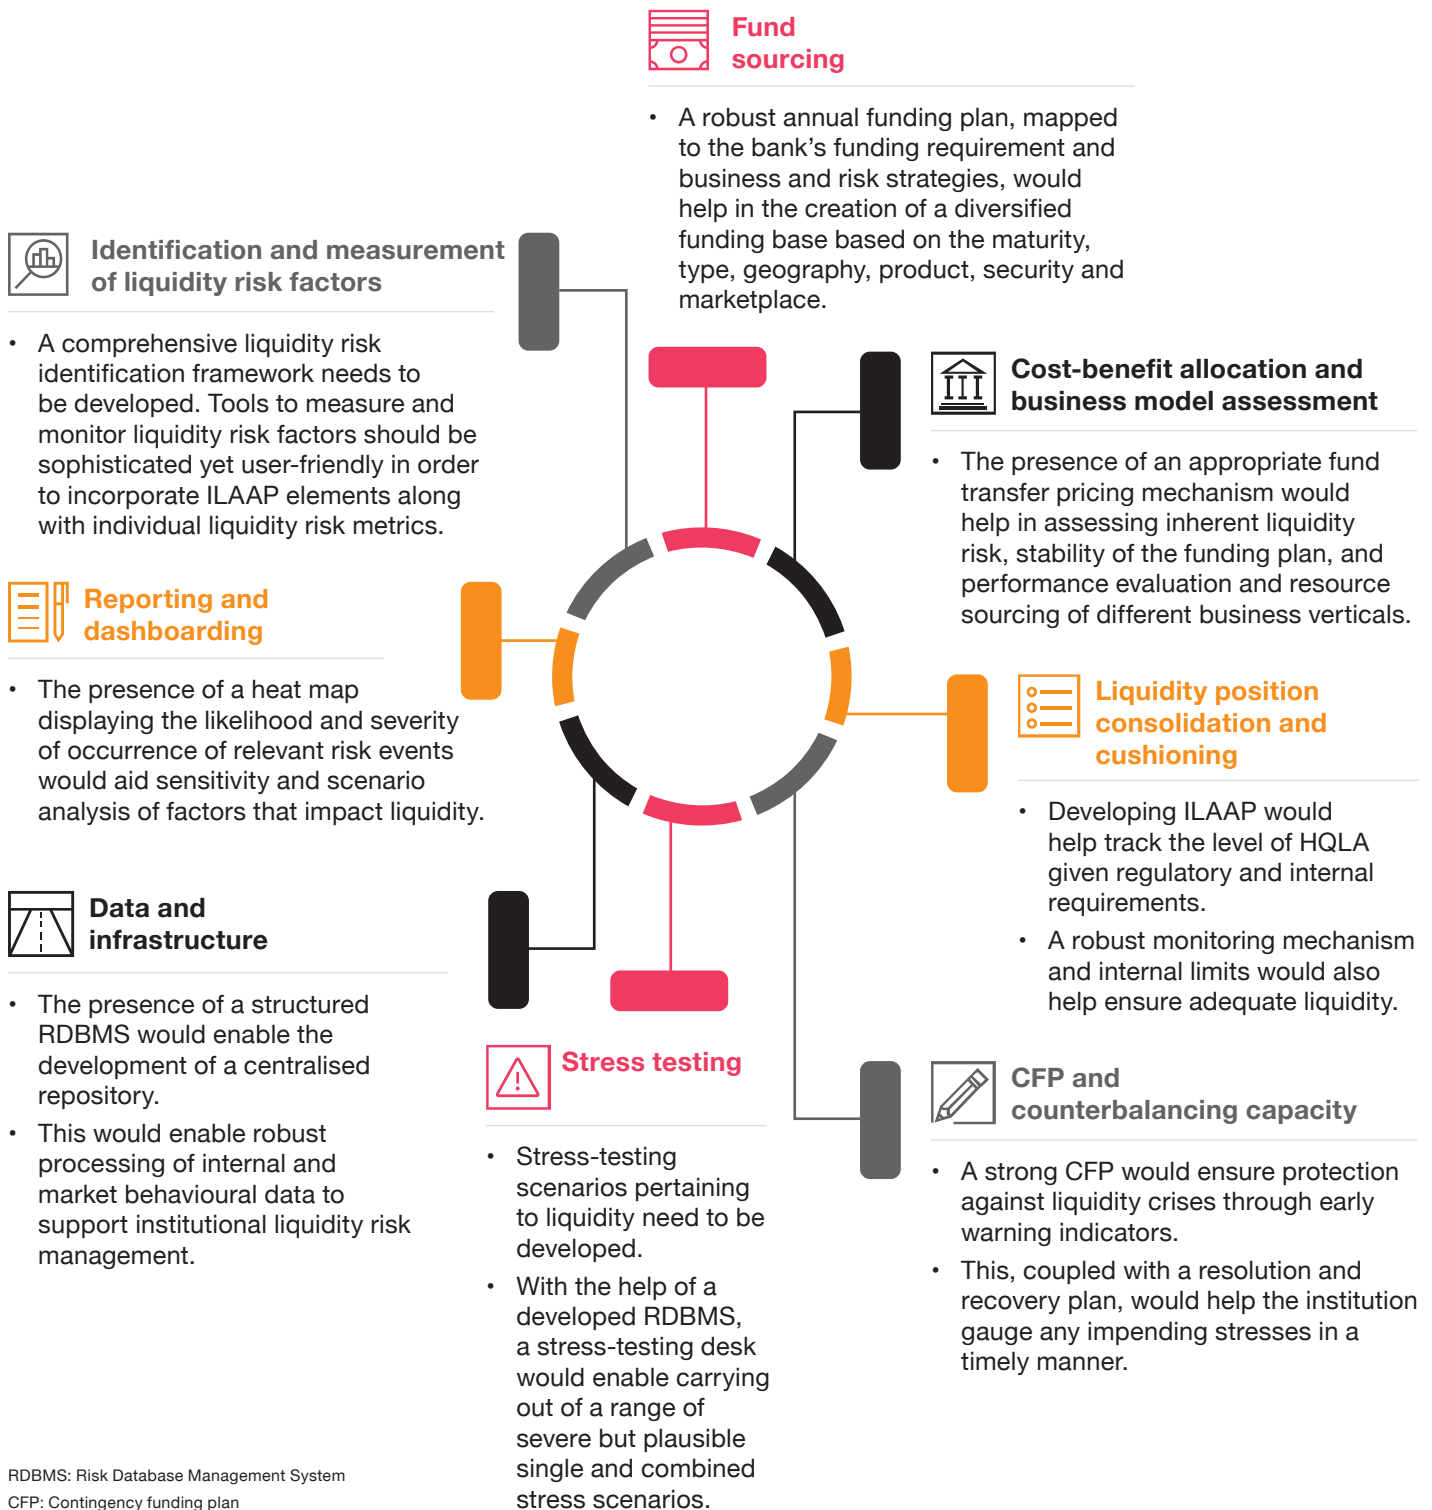 Fund
sourcing
• A robust annual funding plan, mapped
to the bank’s funding requirement and
business and risk strategies, would
help in the creation of a diversified
funding base based on the maturity,
type, geography, product, security and
marketplace.
Identification and measurement
of liquidity risk factors
• A comprehensive liquidity risk
identification framework needs to
be developed. Tools to measure and
monitor liquidity risk factors should be
sophisticated yet user-friendly in order
to incorporate ILAAP elements along
with individual liquidity risk metrics.
Cost-benefit allocation and
business model assessment
• The presence of an appropriate fund
transfer pricing mechanism would
help in assessing inherent liquidity
risk, stability of the funding plan, and
performance evaluation and resource
sourcing of different business verticals.
Reporting and
dashboarding
• The presence of a heat map
displaying the likelihood and severity
of occurrence of relevant risk events
would aid sensitivity and scenario
analysis of factors that impact liquidity.
Liquidity position
consolidation and
cushioning
• Developing ILAAP would
help track the level of HQLA
given regulatory and internal
requirements.
• A robust monitoring mechanism
and internal limits would also
help ensure adequate liquidity.
Data and
infrastructure
• The presence of a structured
RDBMS would enable the
development of a centralised
repository.
• This would enable robust
processing of internal and
market behavioural data to
support institutional liquidity risk
management.
Stress testing
• Stress-testing
scenarios pertaining
to liquidity need to be
developed.
• With the help of a
developed RDBMS,
a stress-testing desk
would enable carrying
out of a range of
severe but plausible
single and combined
stress scenarios.
CFP and
counterbalancing capacity
• A strong CFP would ensure protection
against liquidity crises through early
warning indicators.
• This, coupled with a resolution and
recovery plan, would help the institution
gauge any impending stresses in a
timely manner.
RDBMS: Risk Database Management System
CFP: Contingency funding plan